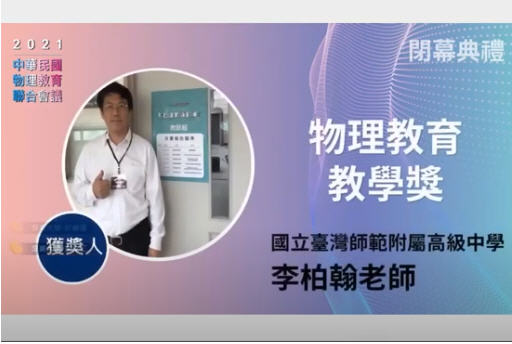 2021
中華民國
物理教育
聯合會議
閉幕典禮
物理教育
教學獎
獲獎人
國立臺灣師範附屬高級中學
李柏翰老師